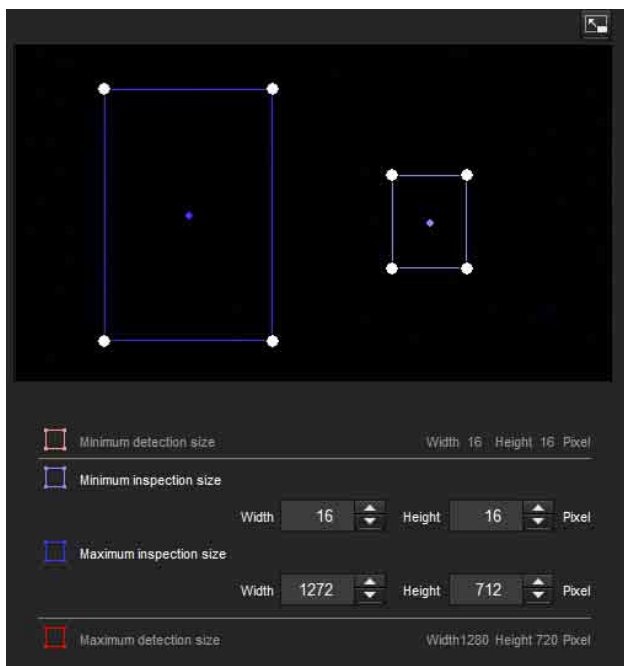 Minimum detection size Width 16 Height 16 Pixel
Minimum inspection size
Width 16 Height 16 Pixel
Maximum inspection size
Width 1272 Height 712 Pixel
Maximum detection size Width1280 Height 720 Pixel